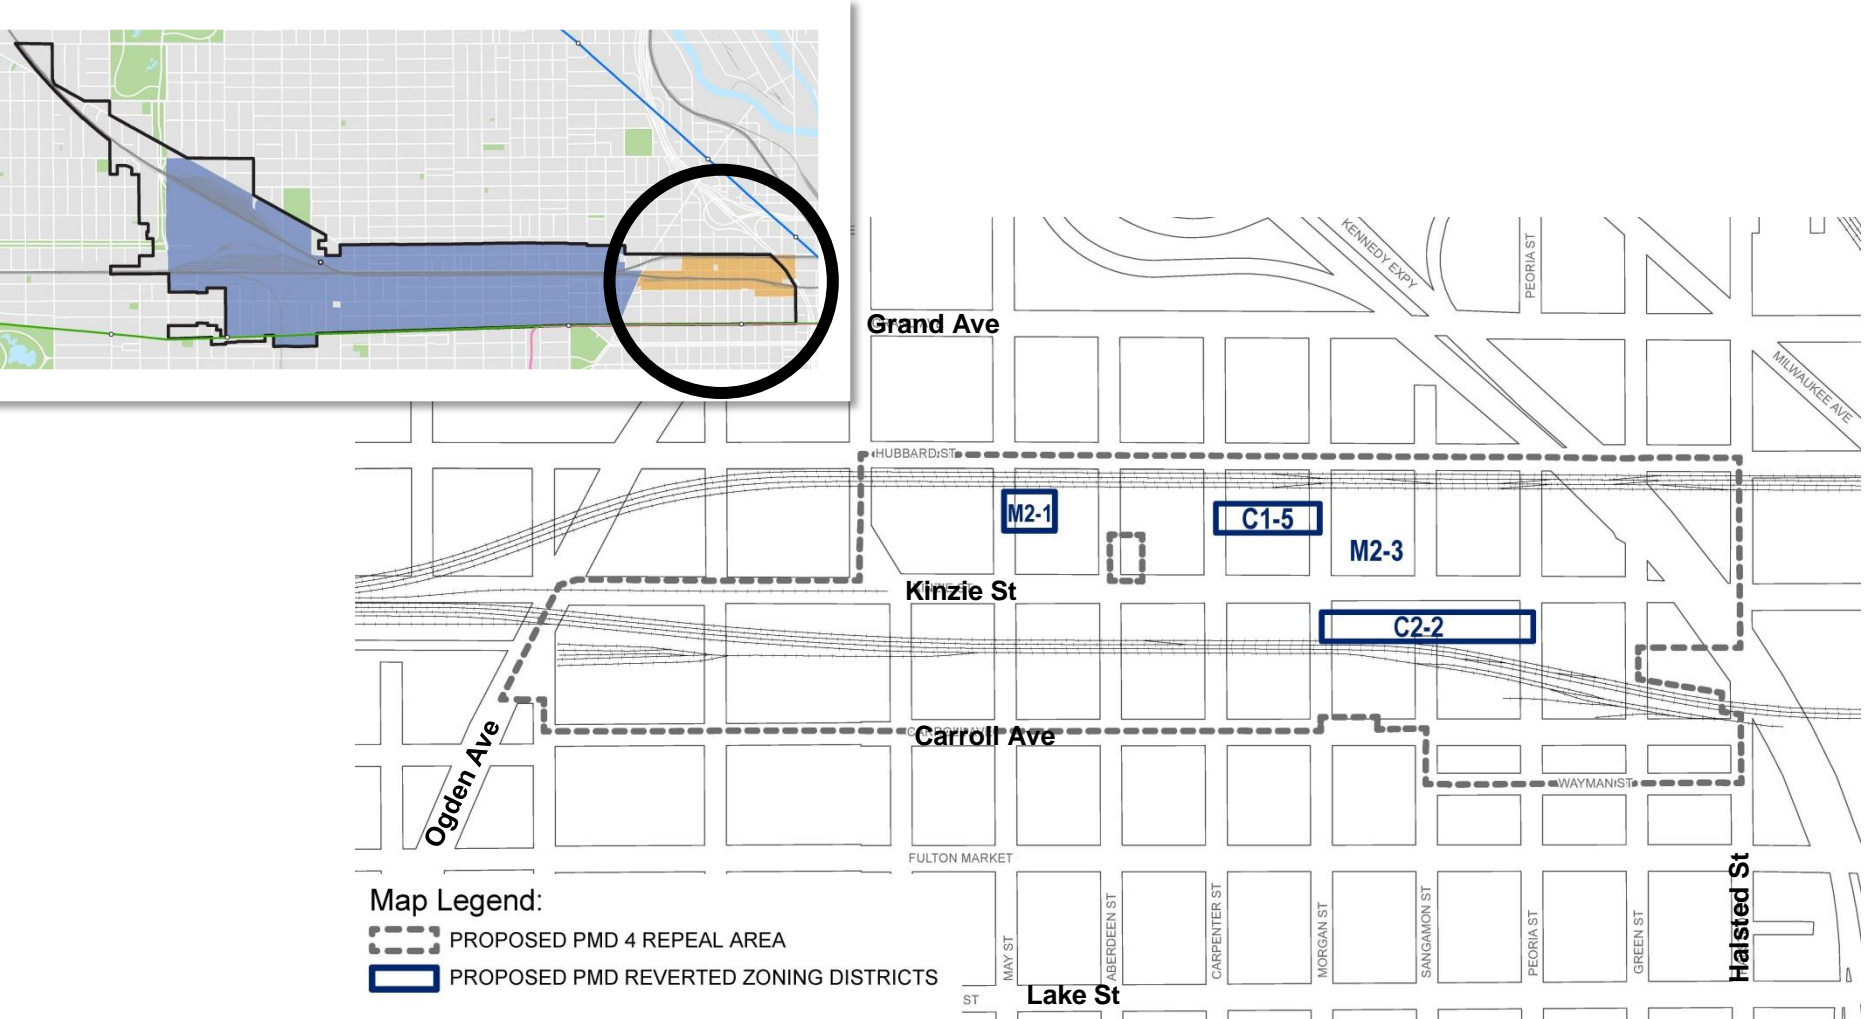 KENNEDY EXPY
PEORIA ST
Grand Ave
MILWAUKEE AVE
HUBBARD ST
M2-1
C1-5
M2-3
Kinzie St
C2-2
Carroll Ave
Ogden Ave
WAYMAN ST
FULTON MARKET
Map Legend:
PROPOSED PMD 4 REPEAL AREA
PROPOSED PMD REVERTED ZONING DISTRICTS
MAY ST
ABERDEEN ST
CARPENTER ST
MORGAN ST
SANGAMON ST
PEORIA ST
GREEN ST
Halsted St
ST
Lake St